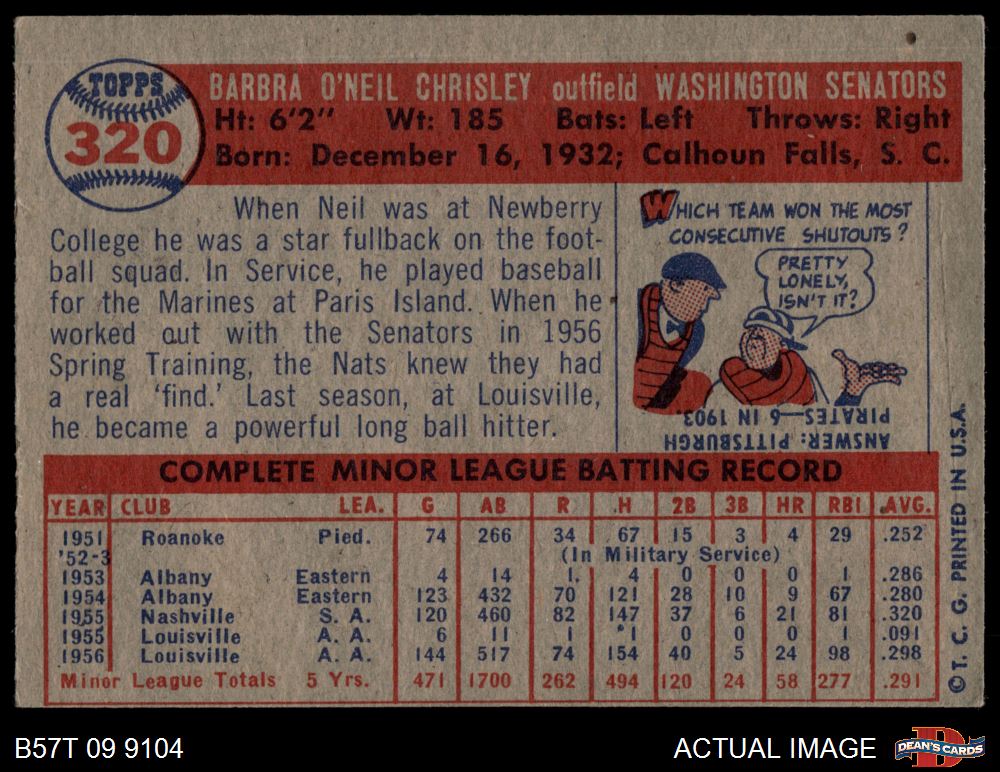 TOPPS
320
BARBRA O'NEIL CHRISLEY outfield WASHINGTON SENATORS
Ht: 6'2" Wt: 185 Bats: Left Throws: Right
Born: December 16, 1932; Calhoun Falls, S. C.
When Neil was at Newberry
College he was a star fullback on the foot-
ball squad. In Service, he played baseball
for the Marines at Paris Island. When he
worked out with the Senators in 1956
Spring Training, the Nats knew they had
a real 'find.' Last season, at Louisville,
he became a powerful long ball hitter.
WHICH TEAM WON THE MOST
CONSECUTIVE SHUTOUTS?
PRETTY
LONELY,
ISN'T IT?
ANSWER: PITTSBURGH
PIRATES—6 IN 1903.
COMPLETE MINOR LEAGUE BATTING RECORD
YEAR CLUB LEA. G AB R H 2B 3B HR RBI AVG.
1951 Roanoke Pied. 74 266 34 67 15 3 4 29 .252
'52-3 (In Military Service)
1953 Albany Eastern 4 14 1 4 0 0 0 1 .286
1954 Albany Eastern 123 432 70 121 28 10 9 67 .280
1955 Nashville S. A. 120 460 82 147 37 6 21 81 .320
1955 Louisville A. A. 6 11 1 1 0 0 0 1 .091
1956 Louisville A. A. 144 517 74 154 40 5 24 98 .298
Minor League Totals 5 Yrs. 471 1700 262 494 120 24 58 277 .291
© T. C. G. PRINTED IN U.S.A.
B57T 09 9104
ACTUAL IMAGE
DEAN'S CARDS